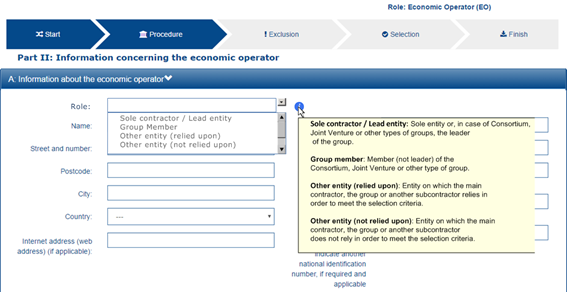 Role: Economic Operator (EO)
Start
Procedure
Exclusion
Selection
Finish
Part II: Information concerning the economic operator
A: Information about the economic operator
Role:
Sole contractor / Lead entity
Group Member
Other entity (relied upon)
Other entity (not relied upon)
Name:
Street and number:
Postcode:
City:
Country:
---
Internet address (web
address) (if applicable):
Sole contractor / Lead entity: Sole entity or, in case of Consortium,
Joint Venture or other types of groups, the leader
of the group.
Group member: Member (not leader) of the
Consortium, Joint Venture or other type of group.
Other entity (relied upon): Entity on which the main
contractor, the group or another subcontractor relies in
order to meet the selection criteria.
Other entity (not relied upon): Entity on which the main
contractor, the group or another subcontractor
does not rely in order to meet the selection criteria.
indicate another
national identification
number, if required and
applicable